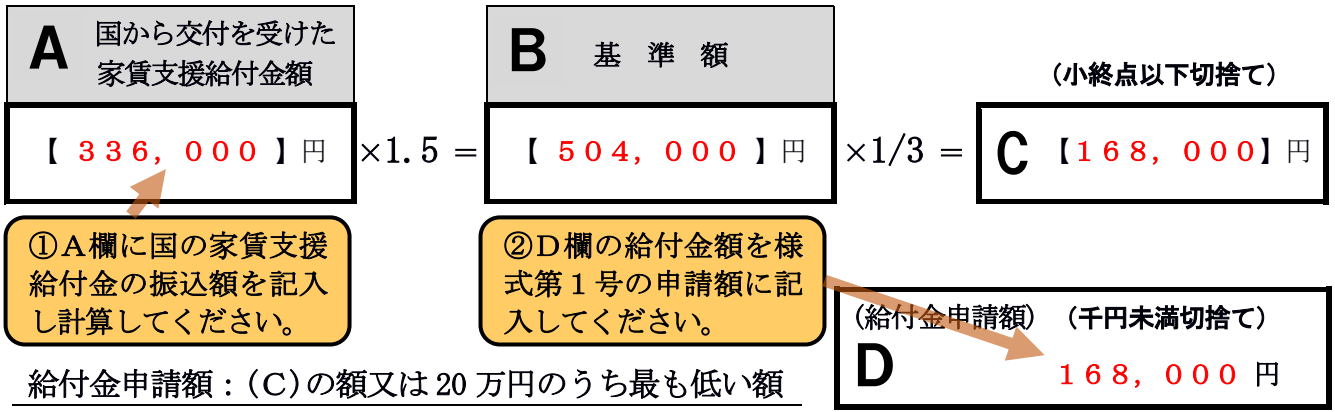 A 国から交付を受けた
家賃支援給付金額
B 基 準 額
(小終点以下切捨て)
【 ３３６，０００ 】円 ×1.5 = 【 ５０４，０００ 】円 ×1/3 = C 【１６８，０００】円
①Ａ欄に国の家賃支援
給付金の振込額を記入
し計算してください。
②Ｄ欄の給付金額を様
式第１号の申請額に記
入してください。
(給付金申請額) (千円未満切捨て)
D １６８，０００ 円
給付金申請額：(Ｃ)の額又は 20 万円のうち最も低い額